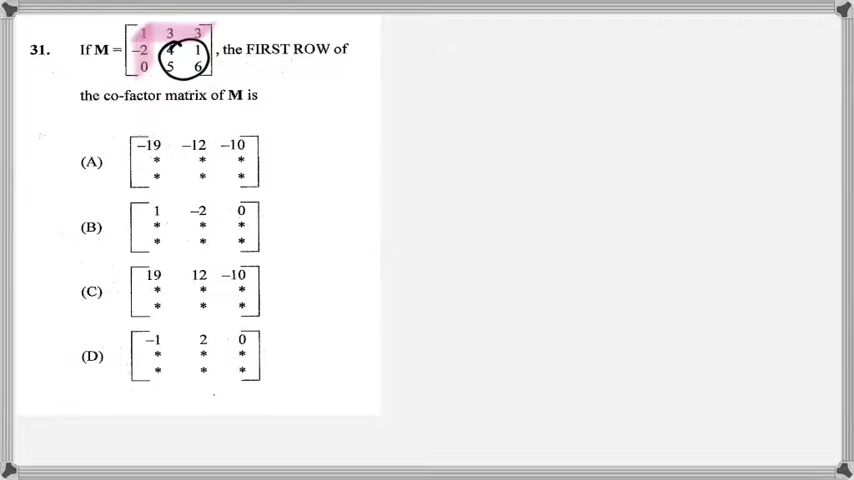 31. If M = [ 1 3 3
−2 4 1
0 5 6 ], the FIRST ROW of
the co-factor matrix of M is
(A) [ −19 −12 −10
* * *
* * * ]
(B) [ 1 −2 0
* * *
* * * ]
(C) [ 19 12 −10
* * *
* * * ]
(D) [ −1 2 0
* * *
* * * ]